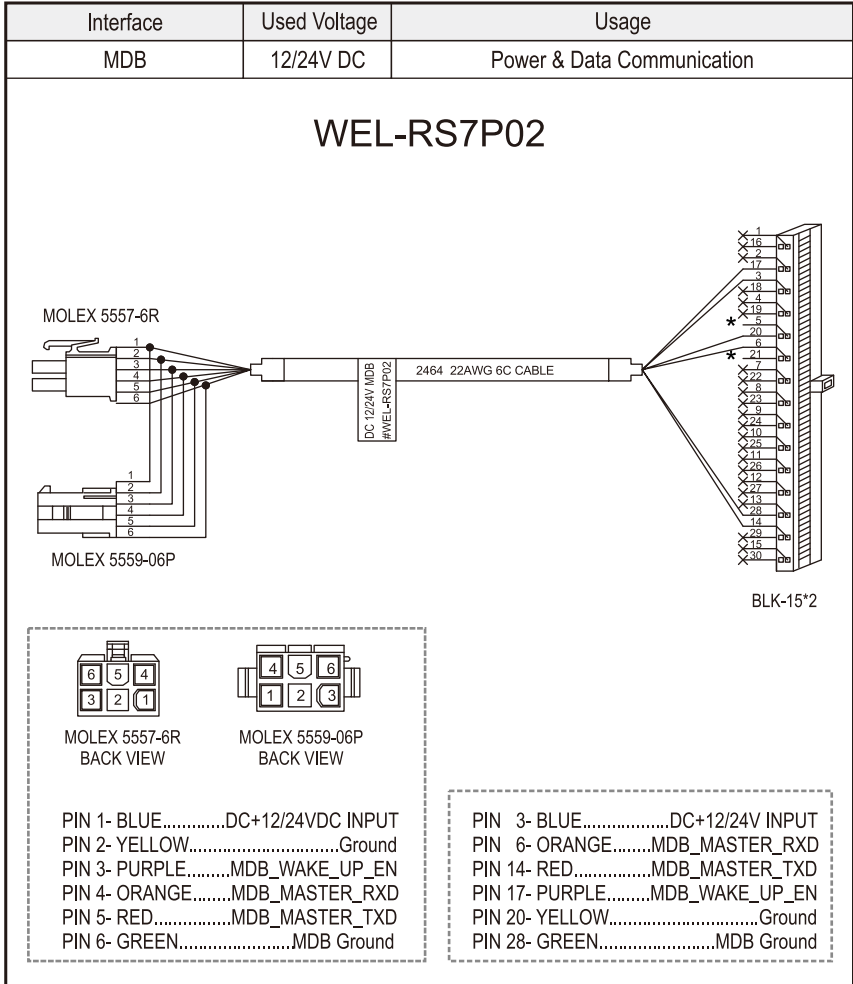 Interface Used Voltage Usage
MDB 12/24V DC Power & Data Communication
WEL-RS7P02
MOLEX 5557-6R
1
2
3
4
5
6
DC 12/24V MDB
#WEL-RS7P02
2464 22AWG 6C CABLE
1
2
3
4
5
6
MOLEX 5559-06P
1
16
2
17
3
18
4
19
* 5
20
6
* 21
7
22
8
23
9
24
10
25
11
26
12
27
13
28
14
29
15
30
BLK-15*2
6 5 4
3 2 1
MOLEX 5557-6R
BACK VIEW
4 5 6
1 2 3
MOLEX 5559-06P
BACK VIEW
PIN 1- BLUE.............DC+12/24VDC INPUT
PIN 2- YELLOW...............................Ground
PIN 3- PURPLE.........MDB_WAKE_UP_EN
PIN 4- ORANGE........MDB_MASTER_RXD
PIN 5- RED...............MDB_MASTER_TXD
PIN 6- GREEN.......................MDB Ground
PIN 3- BLUE...............DC+12/24V INPUT
PIN 6- ORANGE........MDB_MASTER_RXD
PIN 14- RED...............MDB_MASTER_TXD
PIN 17- PURPLE.........MDB_WAKE_UP_EN
PIN 20- YELLOW...............................Ground
PIN 28- GREEN.......................MDB Ground